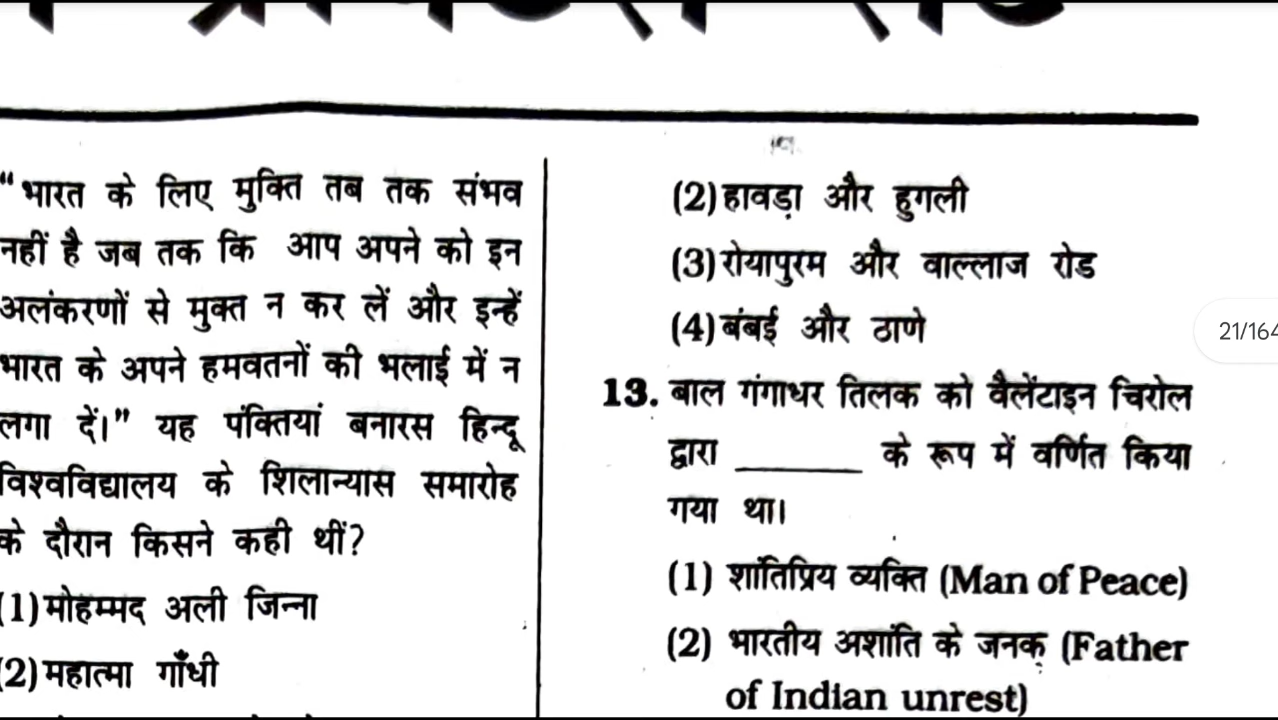 “भारत के लिए मुक्ति तब तक संभव
नहीं है जब तक कि आप अपने को इन
अलंकरणों से मुक्त न कर लें और इन्हें
भारत के अपने हमवतनों की भलाई में न
लगा दें।” यह पंक्तियां बनारस हिन्दू
विश्वविद्यालय के शिलान्यास समारोह
के दौरान किसने कही थीं?
(1) मोहम्मद अली जिन्ना
(2) महात्मा गाँधी
(2) हावड़ा और हुगली
(3) रोयापुरम और वाल्लाज रोड
(4) बंबई और ठाणे
13. बाल गंगाधर तिलक को वैलेंटाइन चिरोल
द्वारा ________ के रूप में वर्णित किया
गया था।
(1) शांतिप्रिय व्यक्ति (Man of Peace)
(2) भारतीय अशांति के जनक (Father
of Indian unrest)
21/164